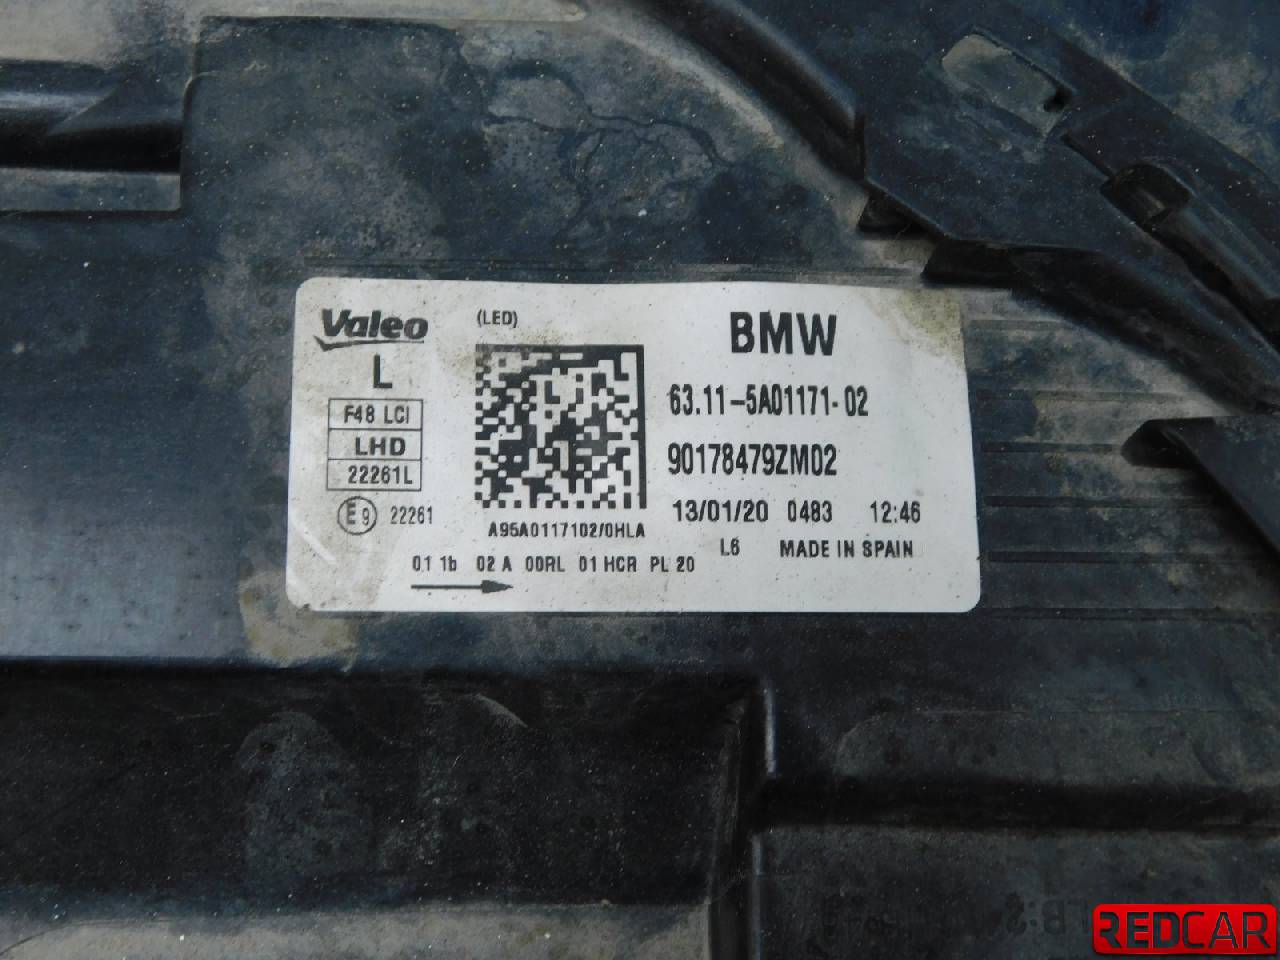 Valeo
(LED)
BMW
L
F48 LCI
LHD
22261L
E9 22261
63.11-5A01171-02
90178479ZM02
13/01/20 0483 12:46
A95A0117102/0HLA
L6 MADE IN SPAIN
01 1b 02 A 00RL 01 HCR PL 20
REDCAR